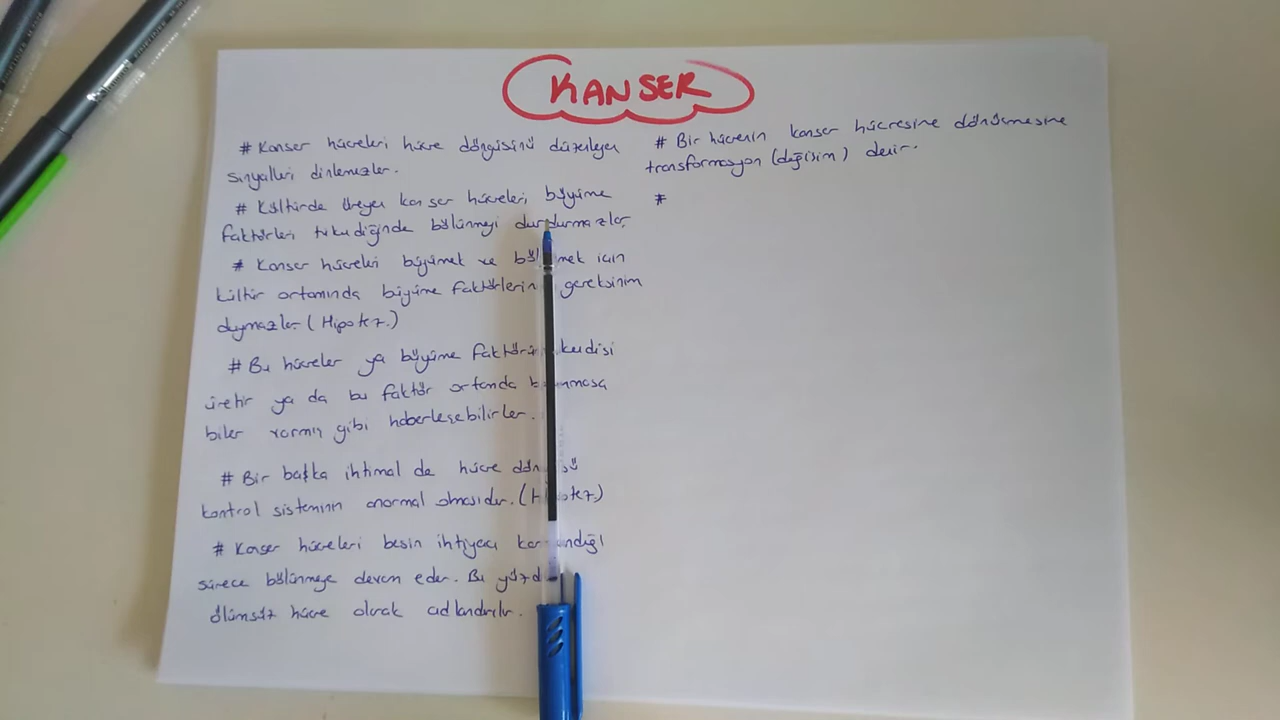 KANSER
# Kanser hücreleri hücre döngüsünü düzenleyen
sinyalleri dinlemezler.
# Kültürde üreyen kanser hücreleri büyüme
faktörleri tükendiğinde bölünmeyi durdurmazlar.
# Kanser hücreleri büyümek ve bölünmek için
kültür ortamında büyüme faktörlerine gereksinim
duymazlar. (Hipotez.)
# Bu hücreler ya büyüme faktörünü kendisi
üretir ya da bu faktör ortamda bulunmasa
bile varmış gibi haberleşebilirler.
# Bir başka ihtimal de hücre döngüsü
kontrol sisteminin anormal olmasıdır. (Hipotez)
# Kanser hücreleri besin ihtiyacı karşılandığı
sürece bölünmeye devam eder. Bu yüzden
ölümsüz hücre olarak adlandırılır.
# Bir hücrenin kanser hücresine dönüşmesine
transformasyon (değişim) denir.
*